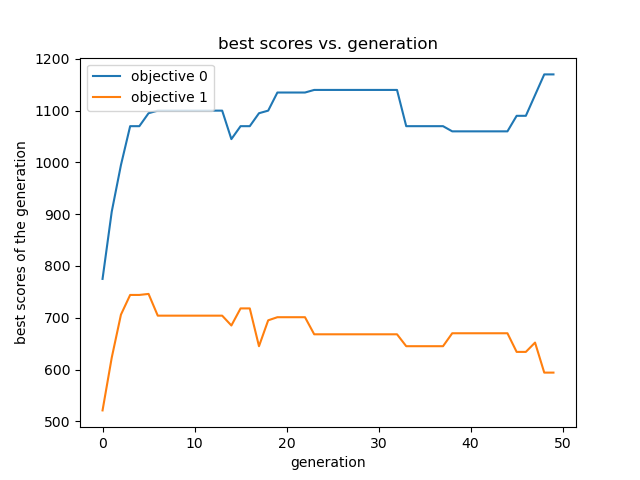 best scores vs. generation
objective 0
objective 1
best scores of the generation
1200
1100
1000
900
800
700
600
500
0 10 20 30 40 50
generation